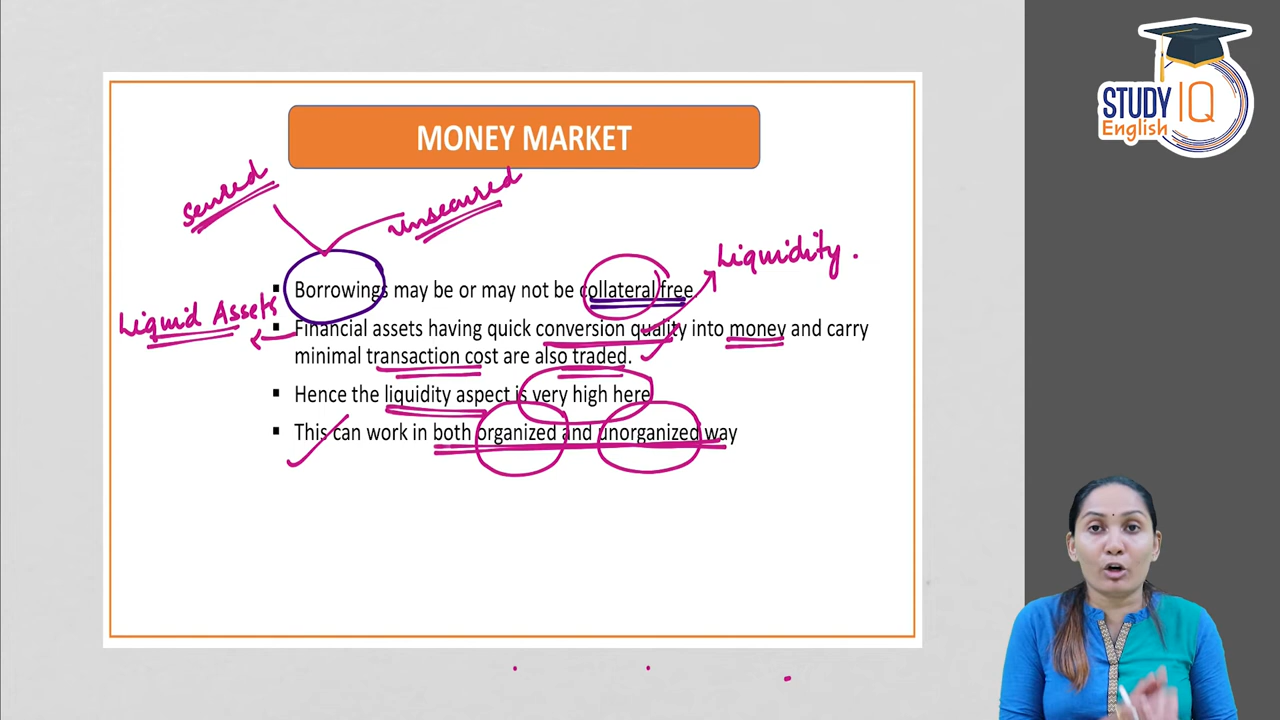 STUDY IQ
English
MONEY MARKET
Secured
unsecured
Liquidity.
Borrowings may be or may not be collateral free.
Liquid Assets
Financial assets having quick conversion quality into money and carry
minimal transaction cost are also traded.
Hence the liquidity aspect is very high here
This can work in both organized and unorganized way